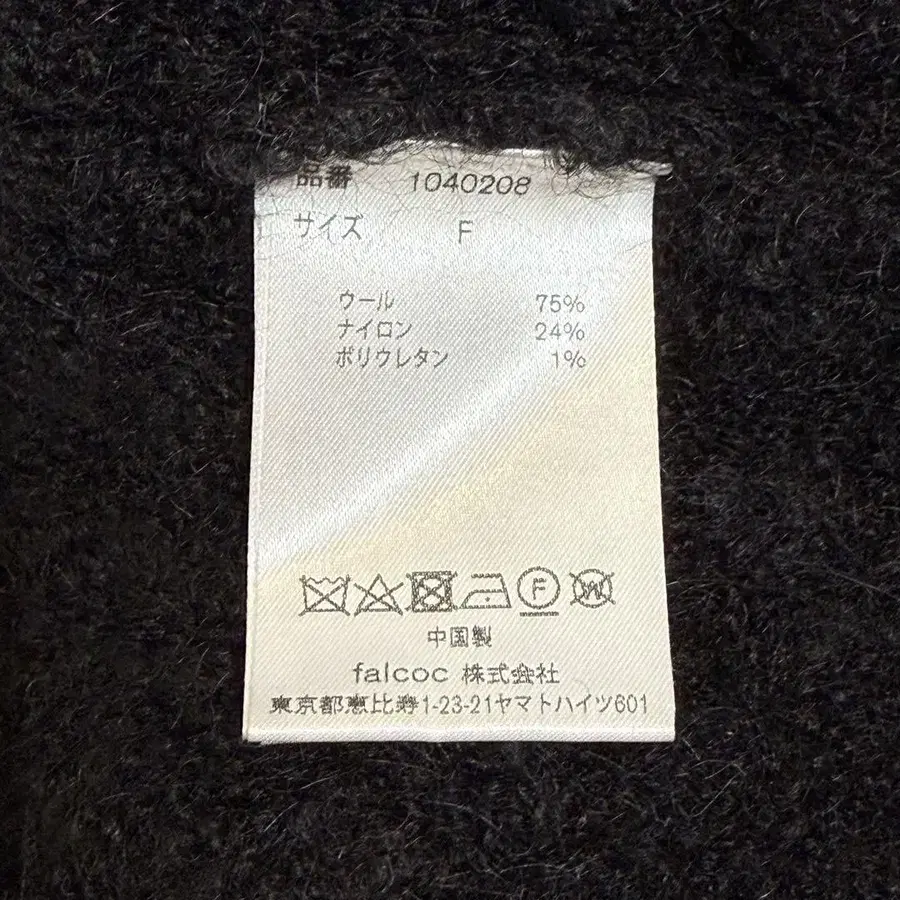 品番 1040208
サイズ F
ウール 75%
ナイロン 24%
ポリウレタン 1%
F W
中国製
falcoc 株式会社
東京都恵比寿1-23-21ヤマトハイツ601